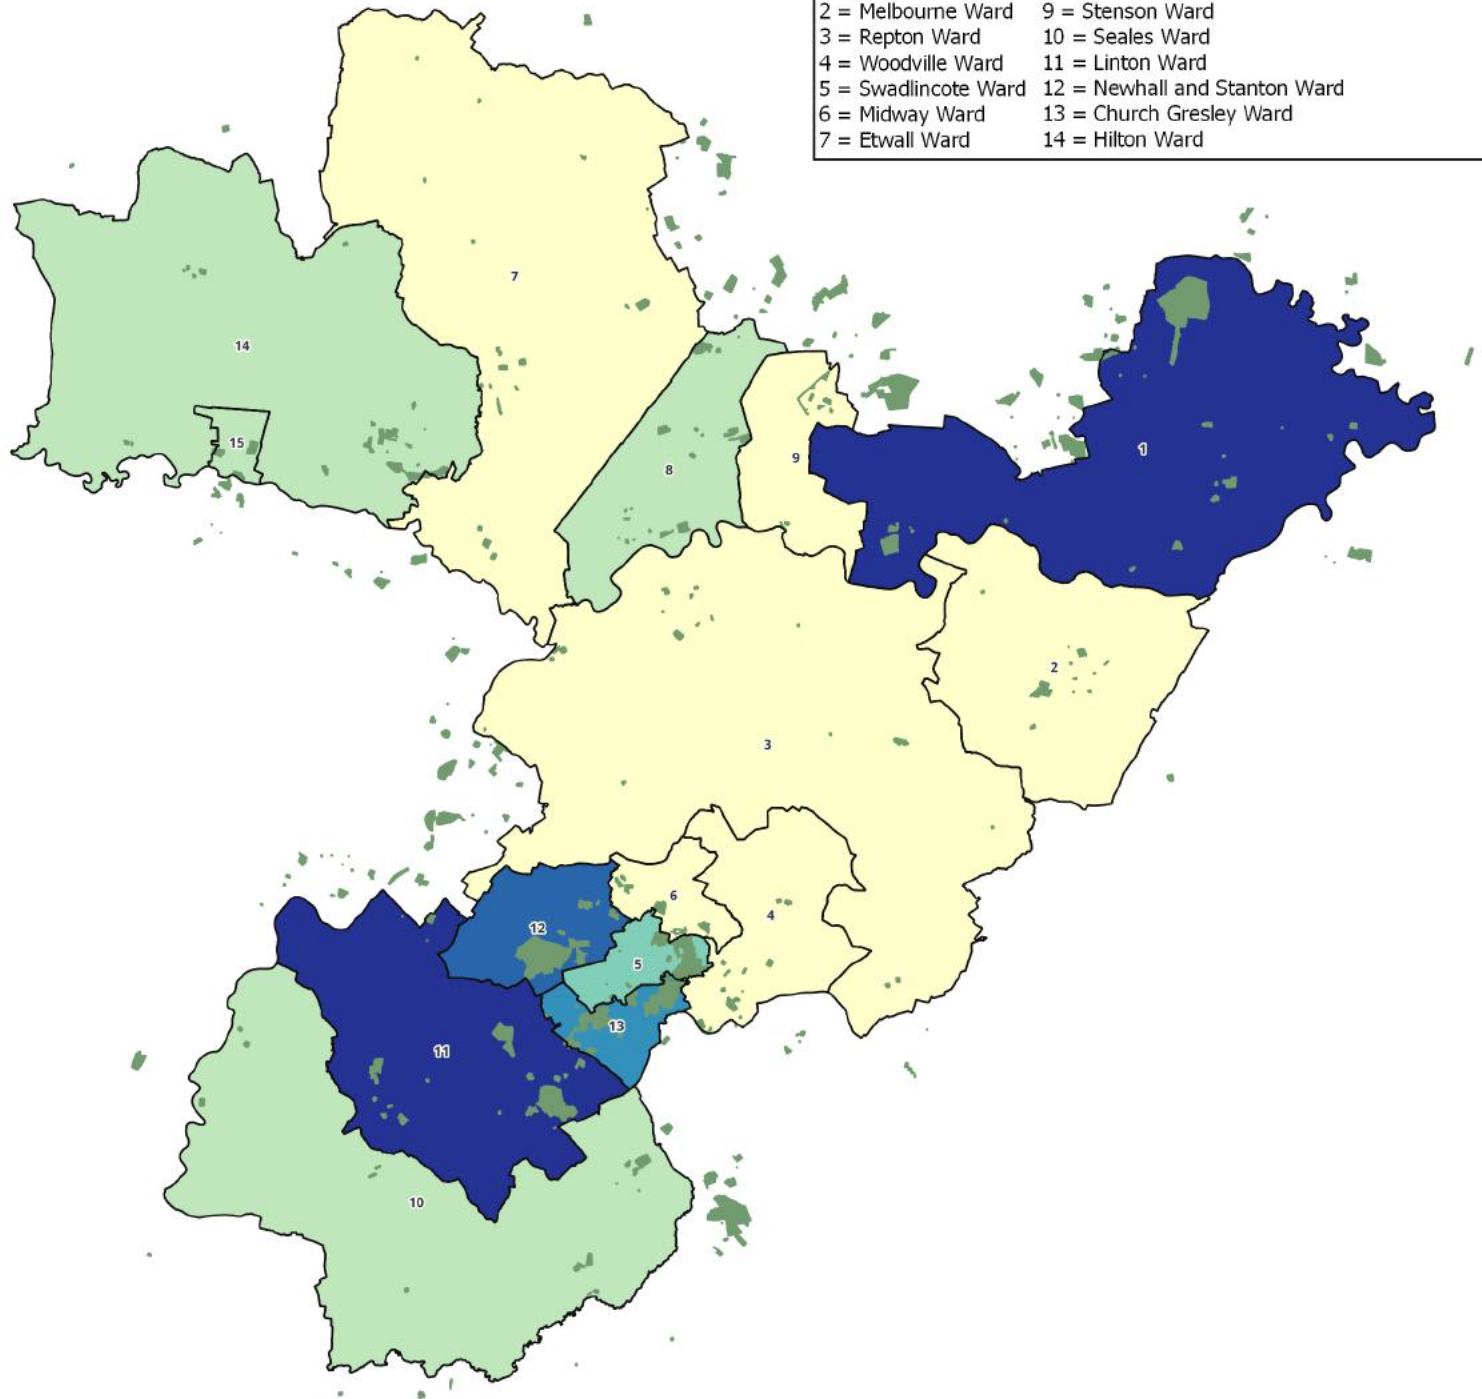 2 = Melbourne Ward 9 = Stenson Ward
3 = Repton Ward 10 = Seales Ward
4 = Woodville Ward 11 = Linton Ward
5 = Swadlincote Ward 12 = Newhall and Stanton Ward
6 = Midway Ward 13 = Church Gresley Ward
7 = Etwall Ward 14 = Hilton Ward
7
14
15
8
9
1
2
3
6
12
4
5
13
11
10